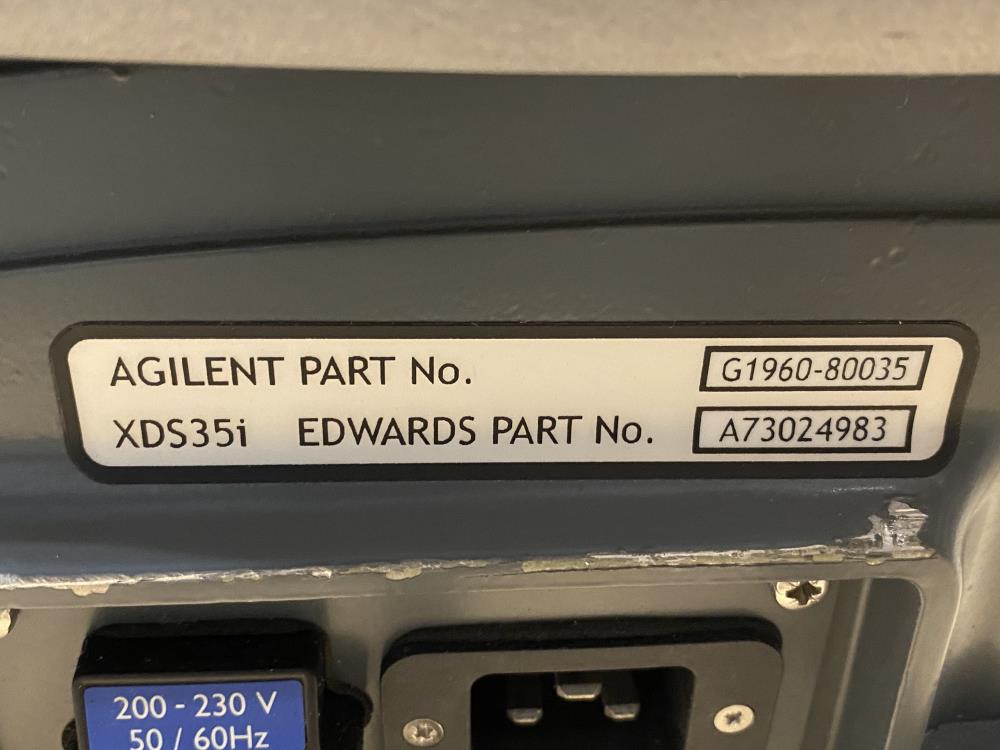 AGILENT PART No. G1960-80035
XDS35i EDWARDS PART No. A73024983
200 - 230 V
50 / 60Hz